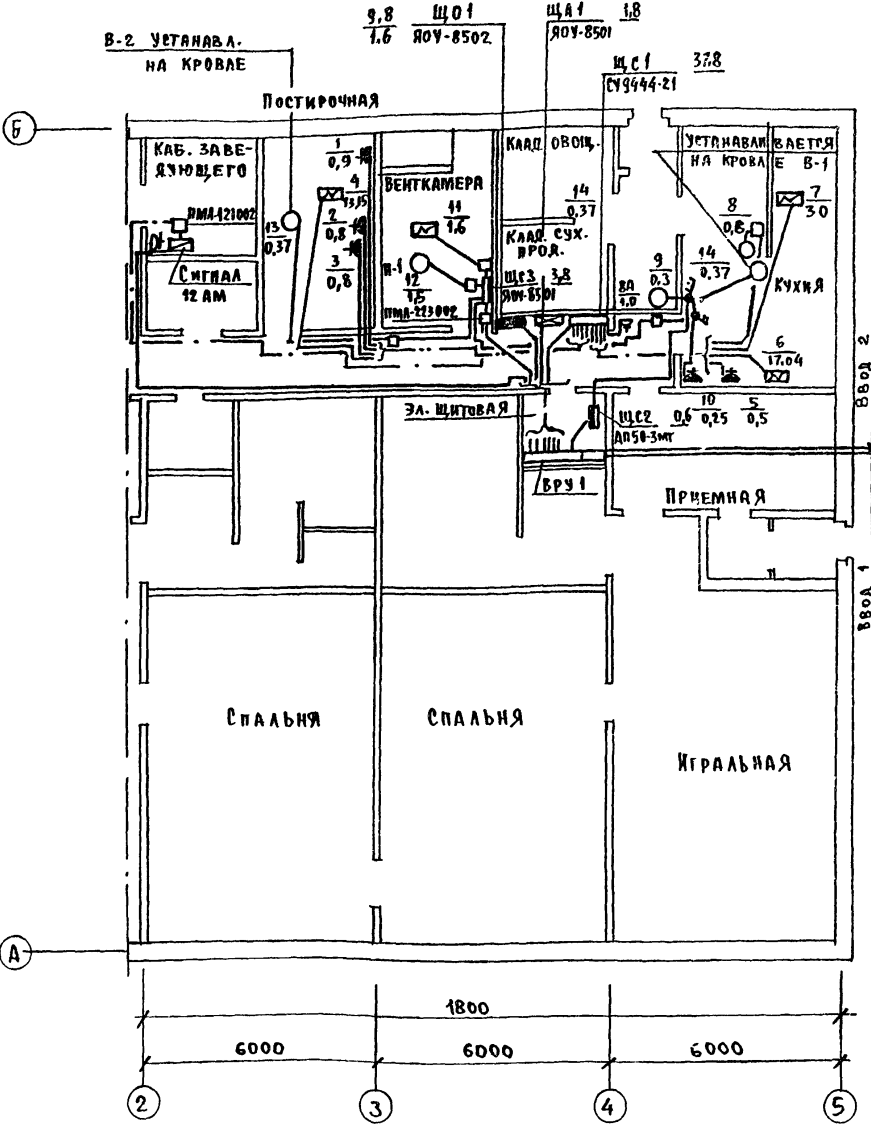 9,8 ЩО1
1.6 ЯОУ-8502
ЩА1 1,8
ЯОУ-8501
В-2 УСТАНАВЛ.
НА КРОВЛЕ
ЩС1 37,8
СУ9444-21
ПОСТИРОЧНАЯ
Б
КАБ. ЗАВЕ-
ДУЮЩЕГО
1
0,9
4
13,15
2
0,8
3
0,8
13
0,37
ПМЛ-121002
СИГНАЛ
12 АМ
ВЕНТКАМЕРА
11
1,6
П-1
12
1,5
ПМЛ-223002
КЛАД. ОВОЩ.
14
0,37
КЛАД. СУХ.
ПРОД.
ЩС3 3,8
ЯОУ-8501
8А
1.0
9
0,3
УСТАНАВЛИВАЕТСЯ
НА КРОВЛЕ В-1
7
30
8
0,8
14
0,37
КУХНЯ
6
17.04
10
0,25
5
0,5
ЭЛ. ЩИТОВАЯ
ЩС2 0,6
АП50-3МТ
ВРУ1
ВВОД 2
ПРИЕМНАЯ
ВВОД 1
СПАЛЬНЯ
СПАЛЬНЯ
ИГРАЛЬНАЯ
А
1800
6000
6000
6000
2
3
4
5